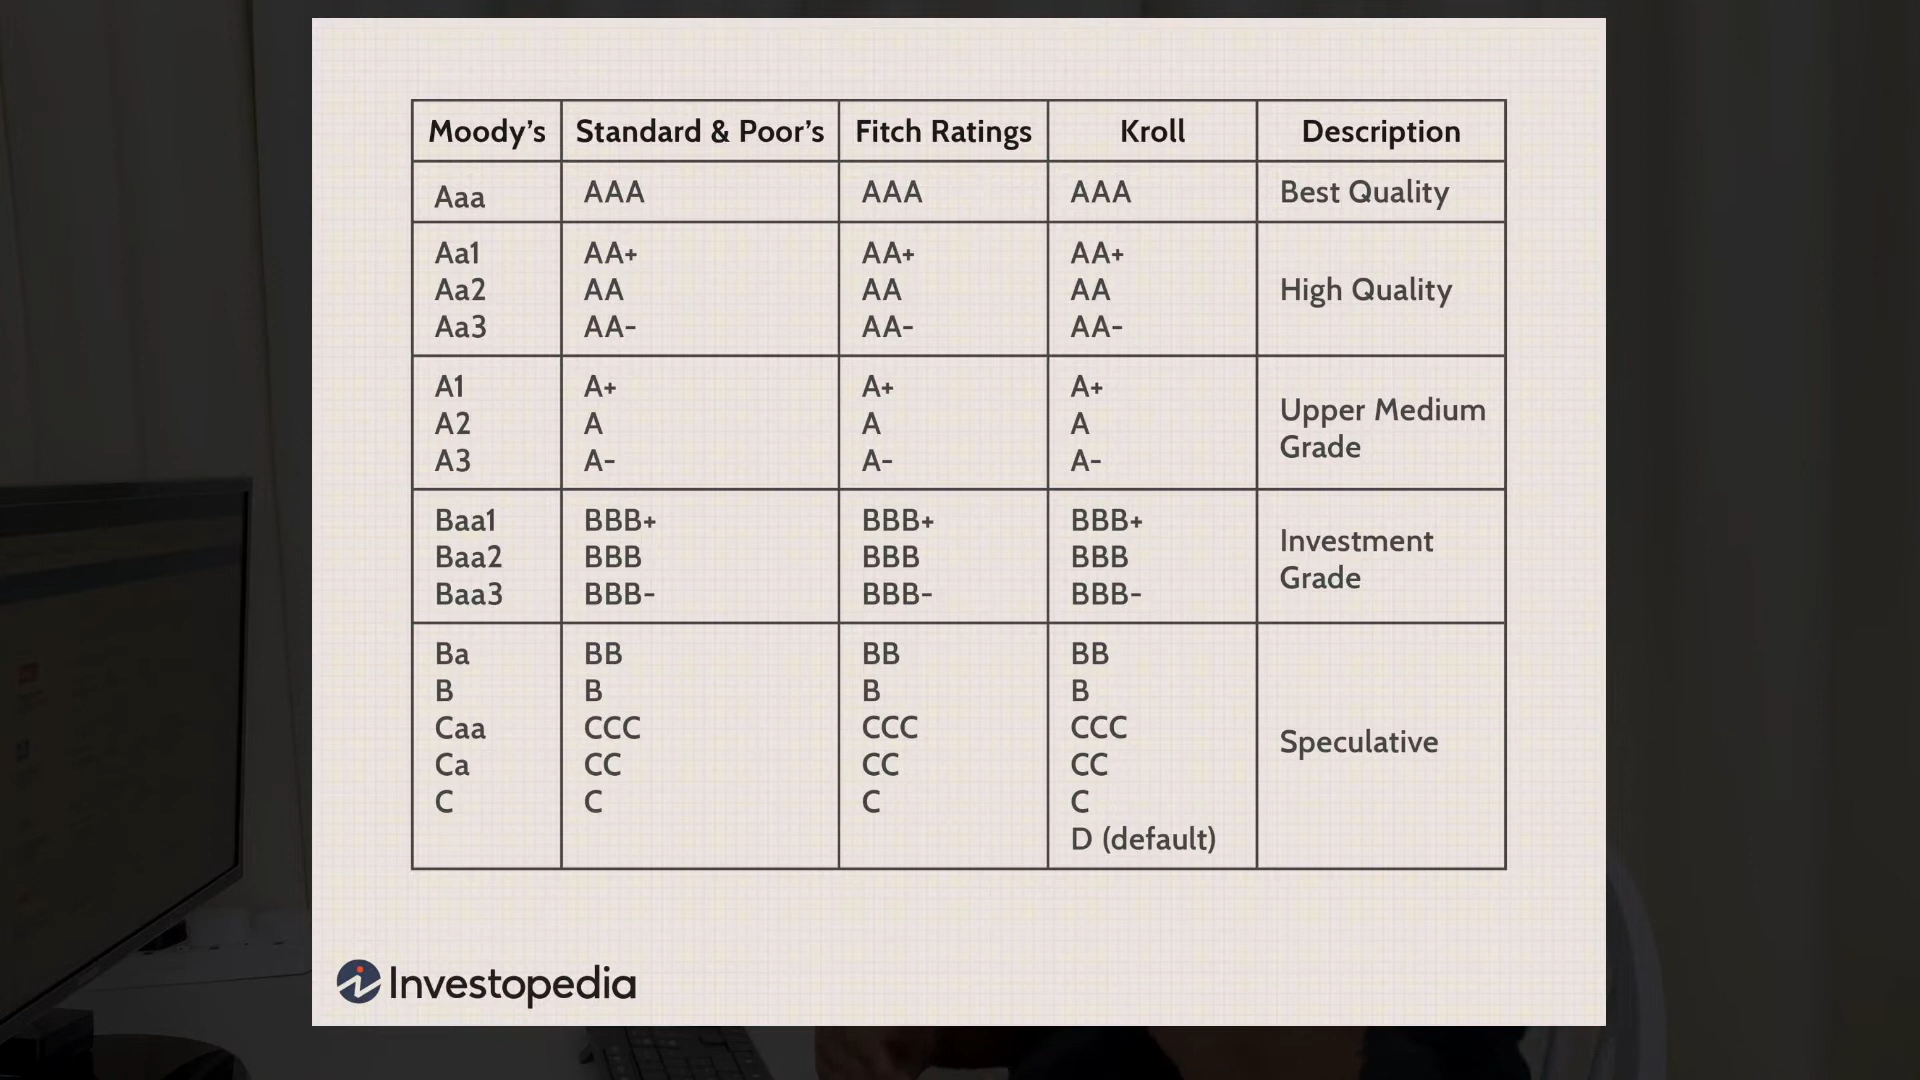 Moody's Standard & Poor's Fitch Ratings Kroll Description
Aaa AAA AAA AAA Best Quality
Aa1 AA+ AA+ AA+
Aa2 AA AA AA High Quality
Aa3 AA- AA- AA-
A1 A+ A+ A+
A2 A A A
A3 A- A- A-
Upper Medium
Grade
Baa1 BBB+ BBB+ BBB+
Baa2 BBB BBB BBB
Baa3 BBB- BBB- BBB-
Investment
Grade
Ba BB BB BB
B B B B
Caa CCC CCC CCC
Ca CC CC CC
C C C C
D (default)
Speculative
Investopedia